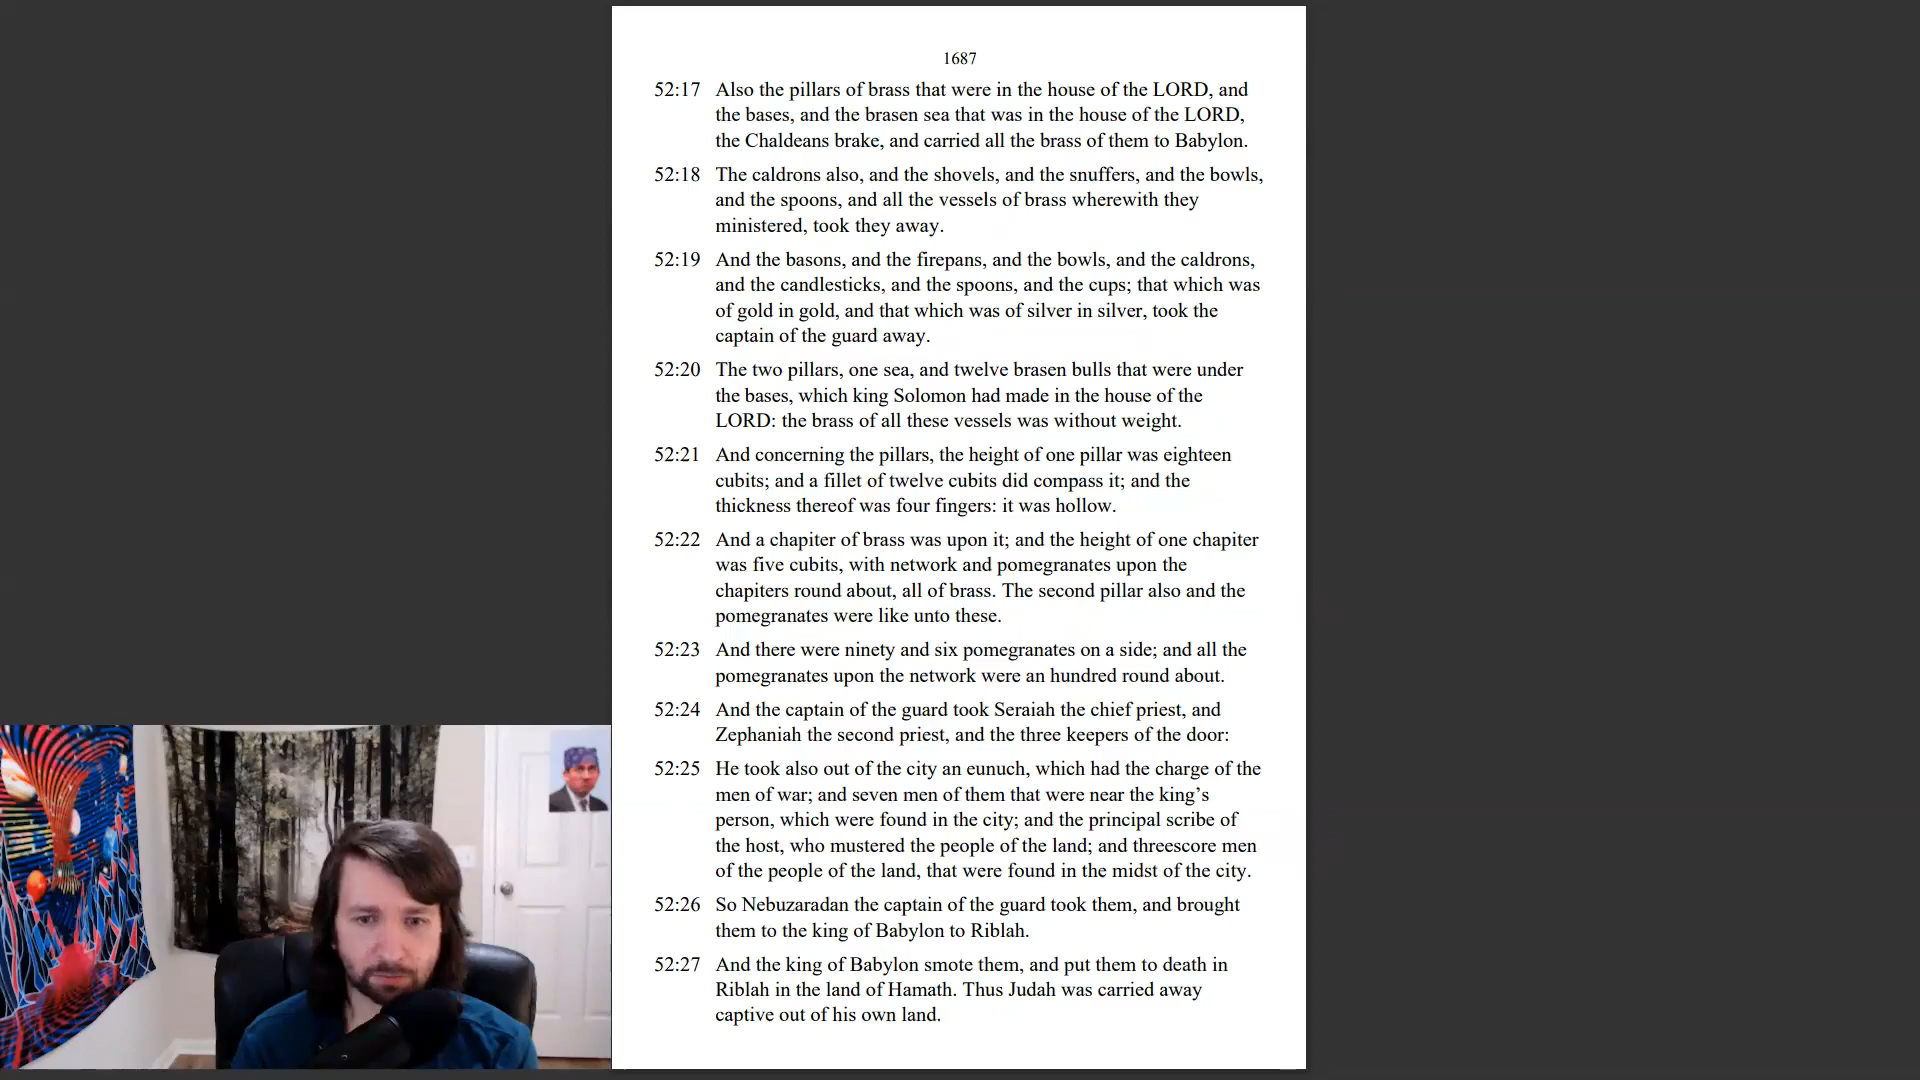 1687
52:17 Also the pillars of brass that were in the house of the LORD, and
the bases, and the brasen sea that was in the house of the LORD,
the Chaldeans brake, and carried all the brass of them to Babylon.
52:18 The caldrons also, and the shovels, and the snuffers, and the bowls,
and the spoons, and all the vessels of brass wherewith they
ministered, took they away.
52:19 And the basons, and the firepans, and the bowls, and the caldrons,
and the candlesticks, and the spoons, and the cups; that which was
of gold in gold, and that which was of silver in silver, took the
captain of the guard away.
52:20 The two pillars, one sea, and twelve brasen bulls that were under
the bases, which king Solomon had made in the house of the
LORD: the brass of all these vessels was without weight.
52:21 And concerning the pillars, the height of one pillar was eighteen
cubits; and a fillet of twelve cubits did compass it; and the
thickness thereof was four fingers: it was hollow.
52:22 And a chapiter of brass was upon it; and the height of one chapiter
was five cubits, with network and pomegranates upon the
chapiters round about, all of brass. The second pillar also and the
pomegranates were like unto these.
52:23 And there were ninety and six pomegranates on a side; and all the
pomegranates upon the network were an hundred round about.
52:24 And the captain of the guard took Seraiah the chief priest, and
Zephaniah the second priest, and the three keepers of the door:
52:25 He took also out of the city an eunuch, which had the charge of the
men of war; and seven men of them that were near the king’s
person, which were found in the city; and the principal scribe of
the host, who mustered the people of the land; and threescore men
of the people of the land, that were found in the midst of the city.
52:26 So Nebuzaradan the captain of the guard took them, and brought
them to the king of Babylon to Riblah.
52:27 And the king of Babylon smote them, and put them to death in
Riblah in the land of Hamath. Thus Judah was carried away
captive out of his own land.